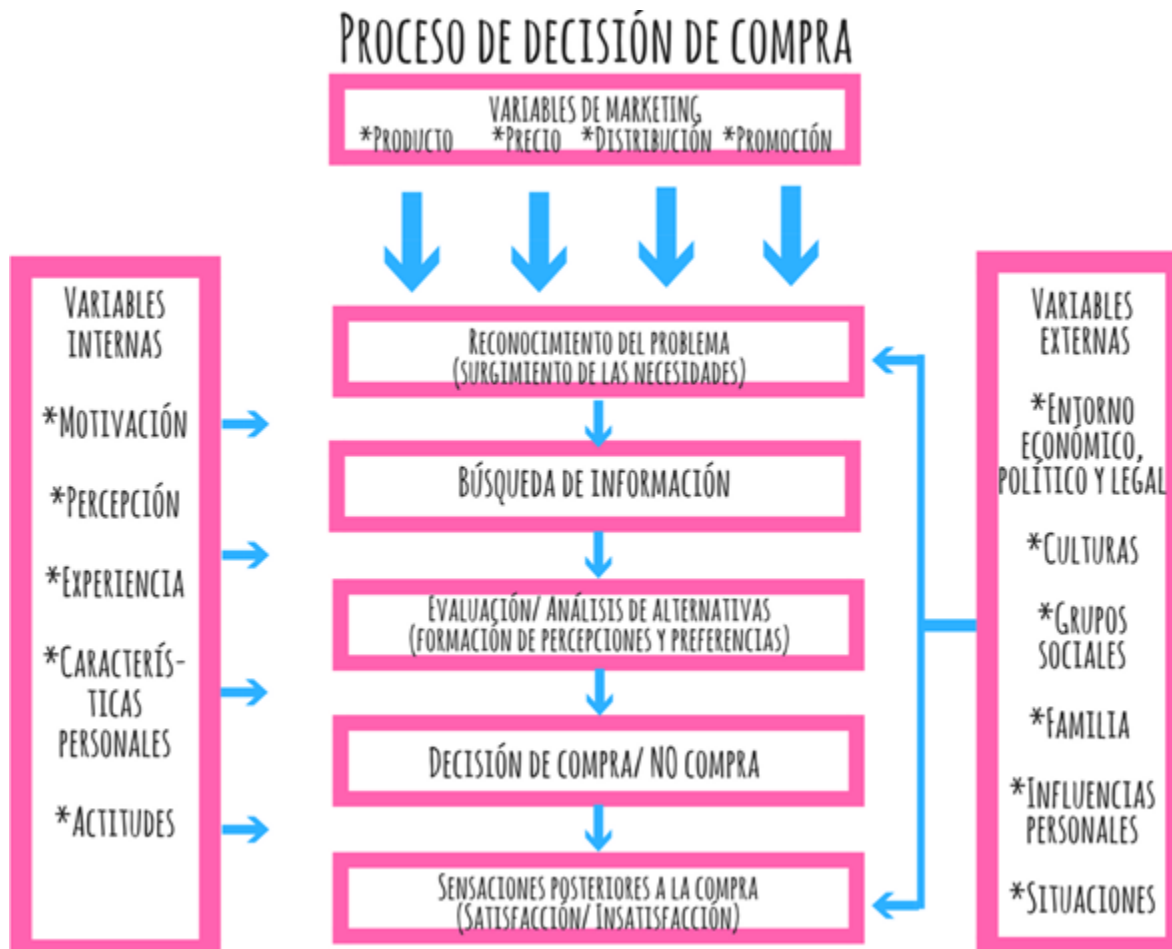 Proceso de decisión de compra
Variables de marketing
*Producto *Precio *Distribución *Promoción
Variables
internas
*Motivación
*Percepción
*Experiencia
*Caracterís-
ticas
personales
*Actitudes
Reconocimiento del problema
(surgimiento de las necesidades)
Búsqueda de información
Evaluación/ Análisis de alternativas
(formación de percepciones y preferencias)
Decisión de compra/ NO compra
Sensaciones posteriores a la compra
(Satisfacción/ Insatisfacción)
Variables
externas
*Entorno
económico,
político y legal
*Culturas
*Grupos
sociales
*Familia
*Influencias
personales
*Situaciones